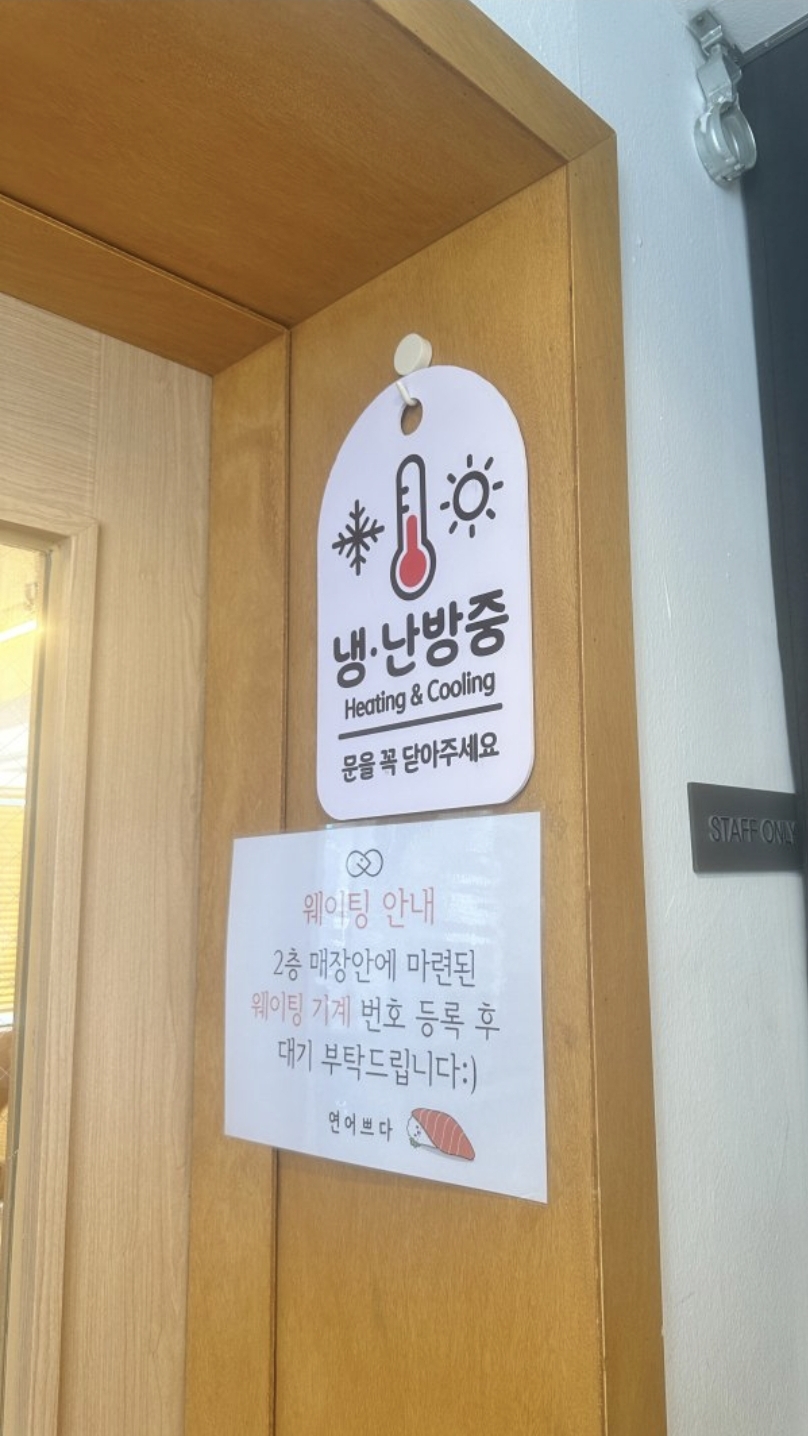 냉·난방중
Heating & Cooling
문을 꼭 닫아주세요
웨이팅 안내
2층 매장안에 마련된
웨이팅 기계 번호 등록 후
대기 부탁드립니다:)
연어쁘다
STAFF ONLY